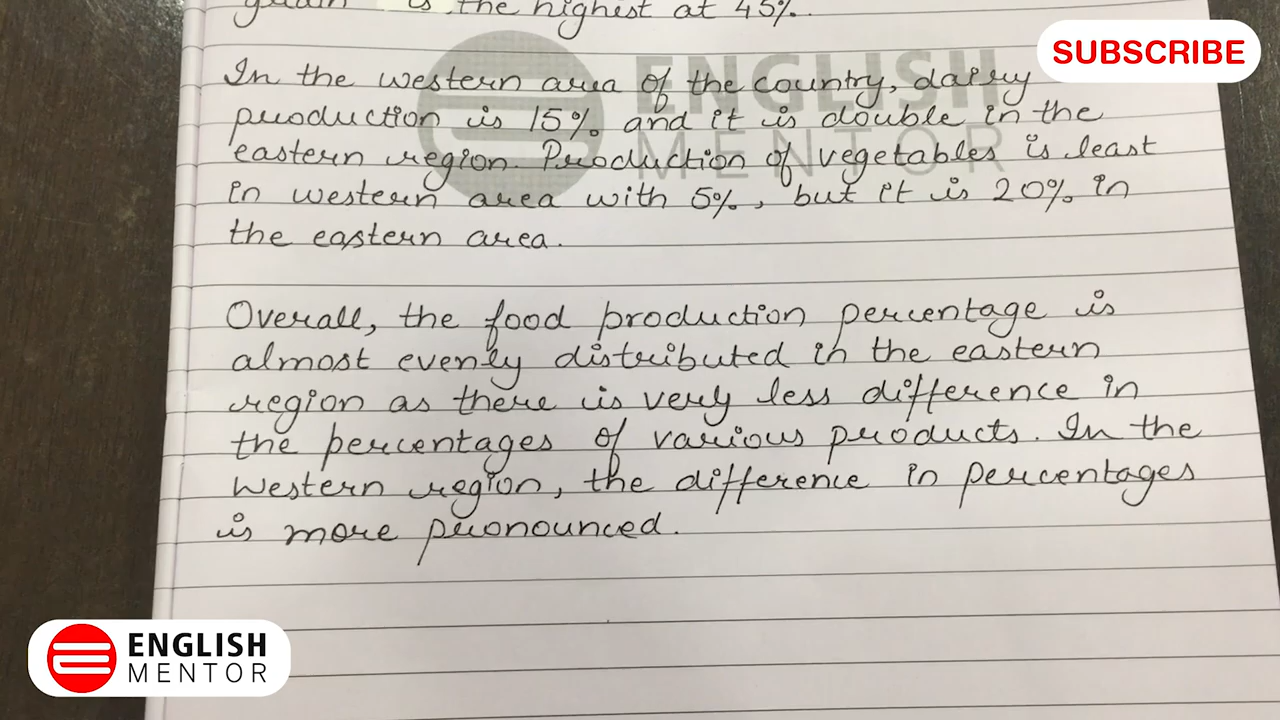 grain is the highest at 45%.
SUBSCRIBE
In the western area of the country, dairy
production is 15% and it is double in the
eastern region. Production of vegetables is least
in western area with 5%, but it is 20% in
the eastern area.
Overall, the food production percentage is
almost evenly distributed in the eastern
region as there is very less difference in
the percentages of various products. In the
western region, the difference in percentages
is more pronounced.
ENGLISH
MENTOR
ENGLISH
MENTOR